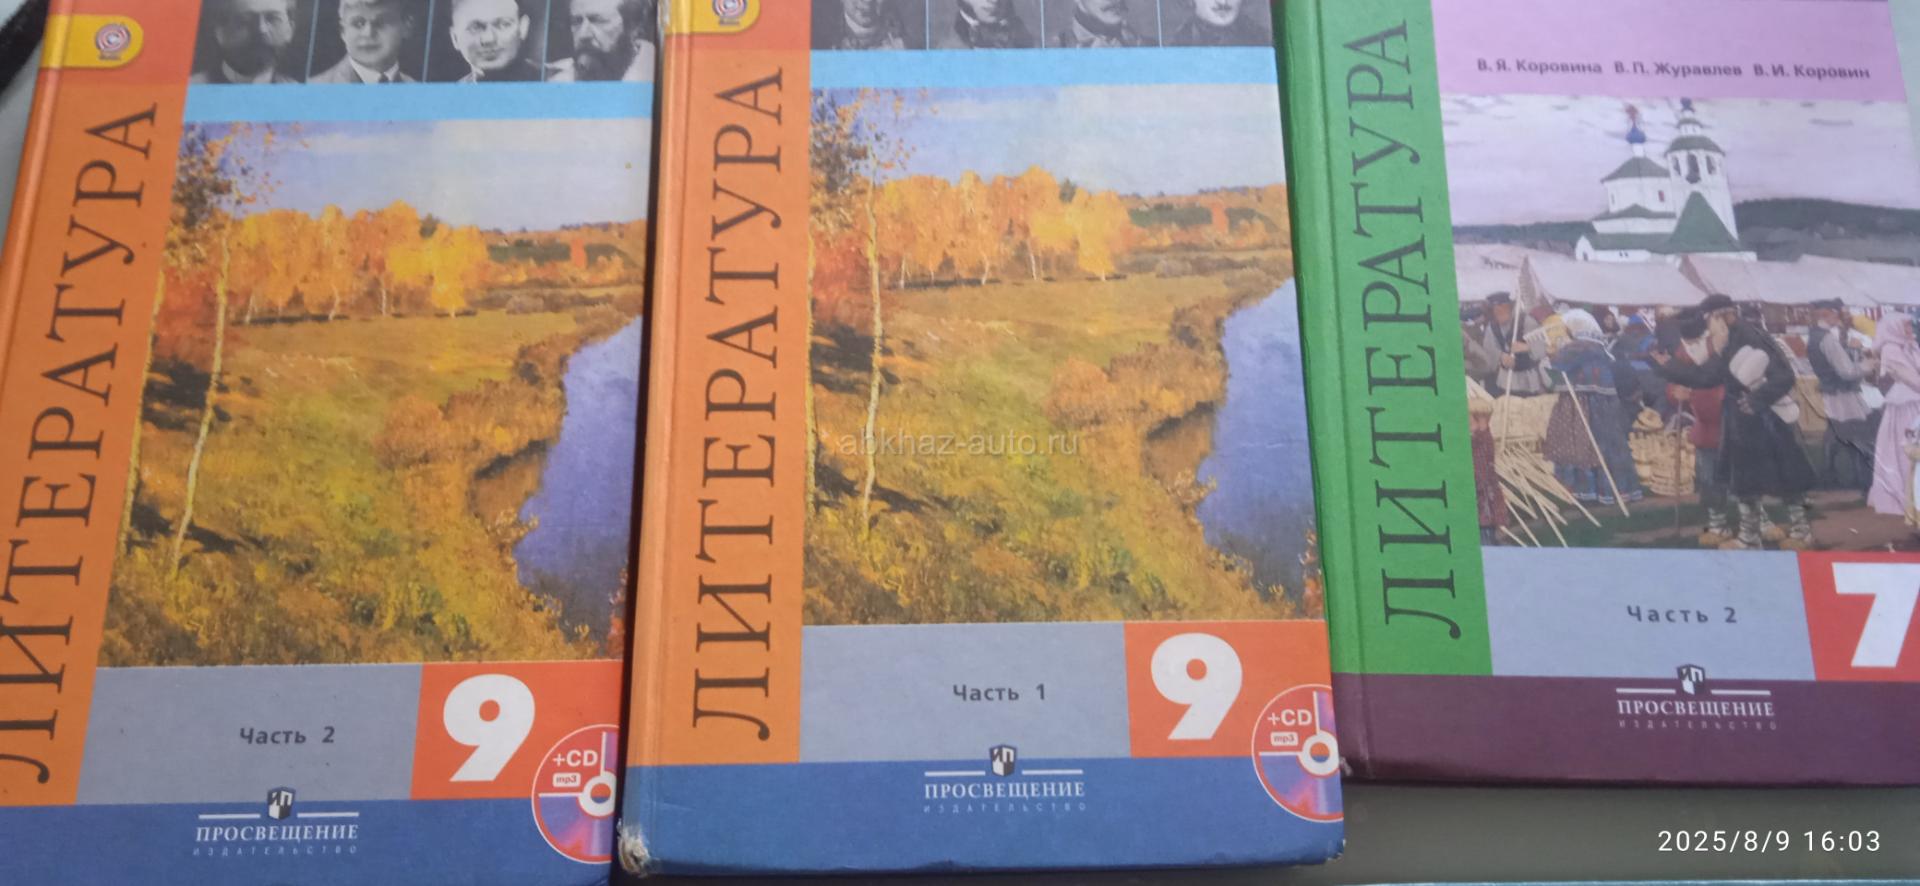 ЛИТЕРАТУРА
Часть 2
9
+CD
mp3
ПРОСВЕЩЕНИЕ
ИЗДАТЕЛЬСТВО
ЛИТЕРАТУРА
Часть 1
9
+CD
mp3
ПРОСВЕЩЕНИЕ
ИЗДАТЕЛЬСТВО
В. Я. Коровина В. П. Журавлев В. И. Коровин
ЛИТЕРАТУРА
Часть 2
7
ПРОСВЕЩЕНИЕ
ИЗДАТЕЛЬСТВО
abkhaz-auto.ru
2025/8/9 16:03